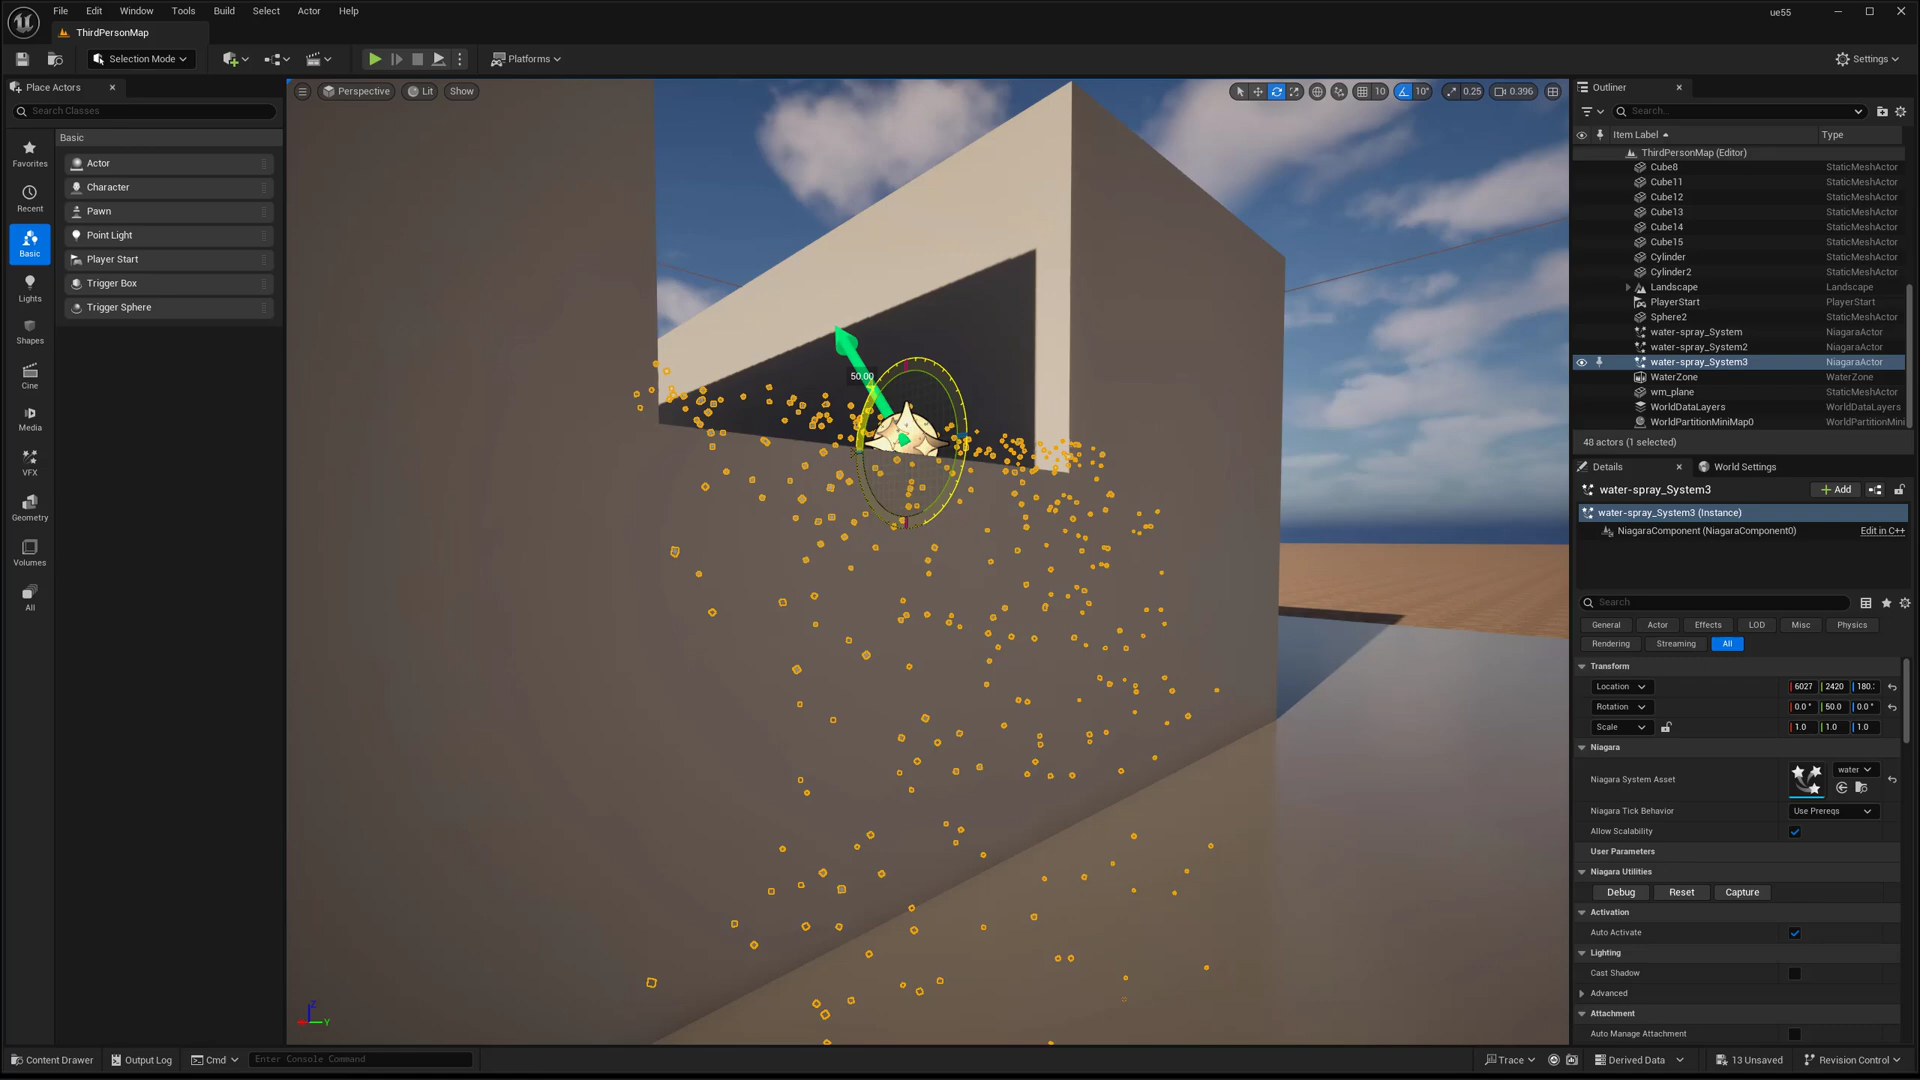 File Edit Window Tools Build Select Actor Help
ue55
ThirdPersonMap
Selection Mode
Platforms
Settings
Place Actors
Search Classes
Favorites
Recent
Basic
Lights
Shapes
Cine
Media
VFX
Geometry
Volumes
All
Basic
Actor
Character
Pawn
Point Light
Player Start
Trigger Box
Trigger Sphere
Perspective Lit Show
10 10° 0.25 0.396
50.00
Z
Y
Outliner
Search...
Item Label Type
ThirdPersonMap (Editor)
Cube8 StaticMeshActor
Cube11 StaticMeshActor
Cube12 StaticMeshActor
Cube13 StaticMeshActor
Cube14 StaticMeshActor
Cube15 StaticMeshActor
Cylinder StaticMeshActor
Cylinder2 StaticMeshActor
Landscape Landscape
PlayerStart PlayerStart
Sphere2 StaticMeshActor
water-spray_System NiagaraActor
water-spray_System2 NiagaraActor
water-spray_System3 NiagaraActor
WaterZone WaterZone
wm_plane StaticMeshActor
WorldDataLayers WorldDataLayers
WorldPartitionMiniMap0 WorldPartitionMini
48 actors (1 selected)
Details World Settings
water-spray_System3 Add
water-spray_System3 (Instance)
NiagaraComponent (NiagaraComponent0) Edit in C++
Search
General Actor Effects LOD Misc Physics
Rendering Streaming All
Transform
Location 6027 2420 180.
Rotation 0.0° 50.0 0.0°
Scale 1.0 1.0 1.0
Niagara
Niagara System Asset water
Niagara Tick Behavior Use Prereqs
Allow Scalability
User Parameters
Niagara Utilities
Debug Reset Capture
Activation
Auto Activate
Lighting
Cast Shadow
Advanced
Attachment
Auto Manage Attachment
Content Drawer Output Log Cmd Enter Console Command
Trace Derived Data 13 Unsaved Revision Control